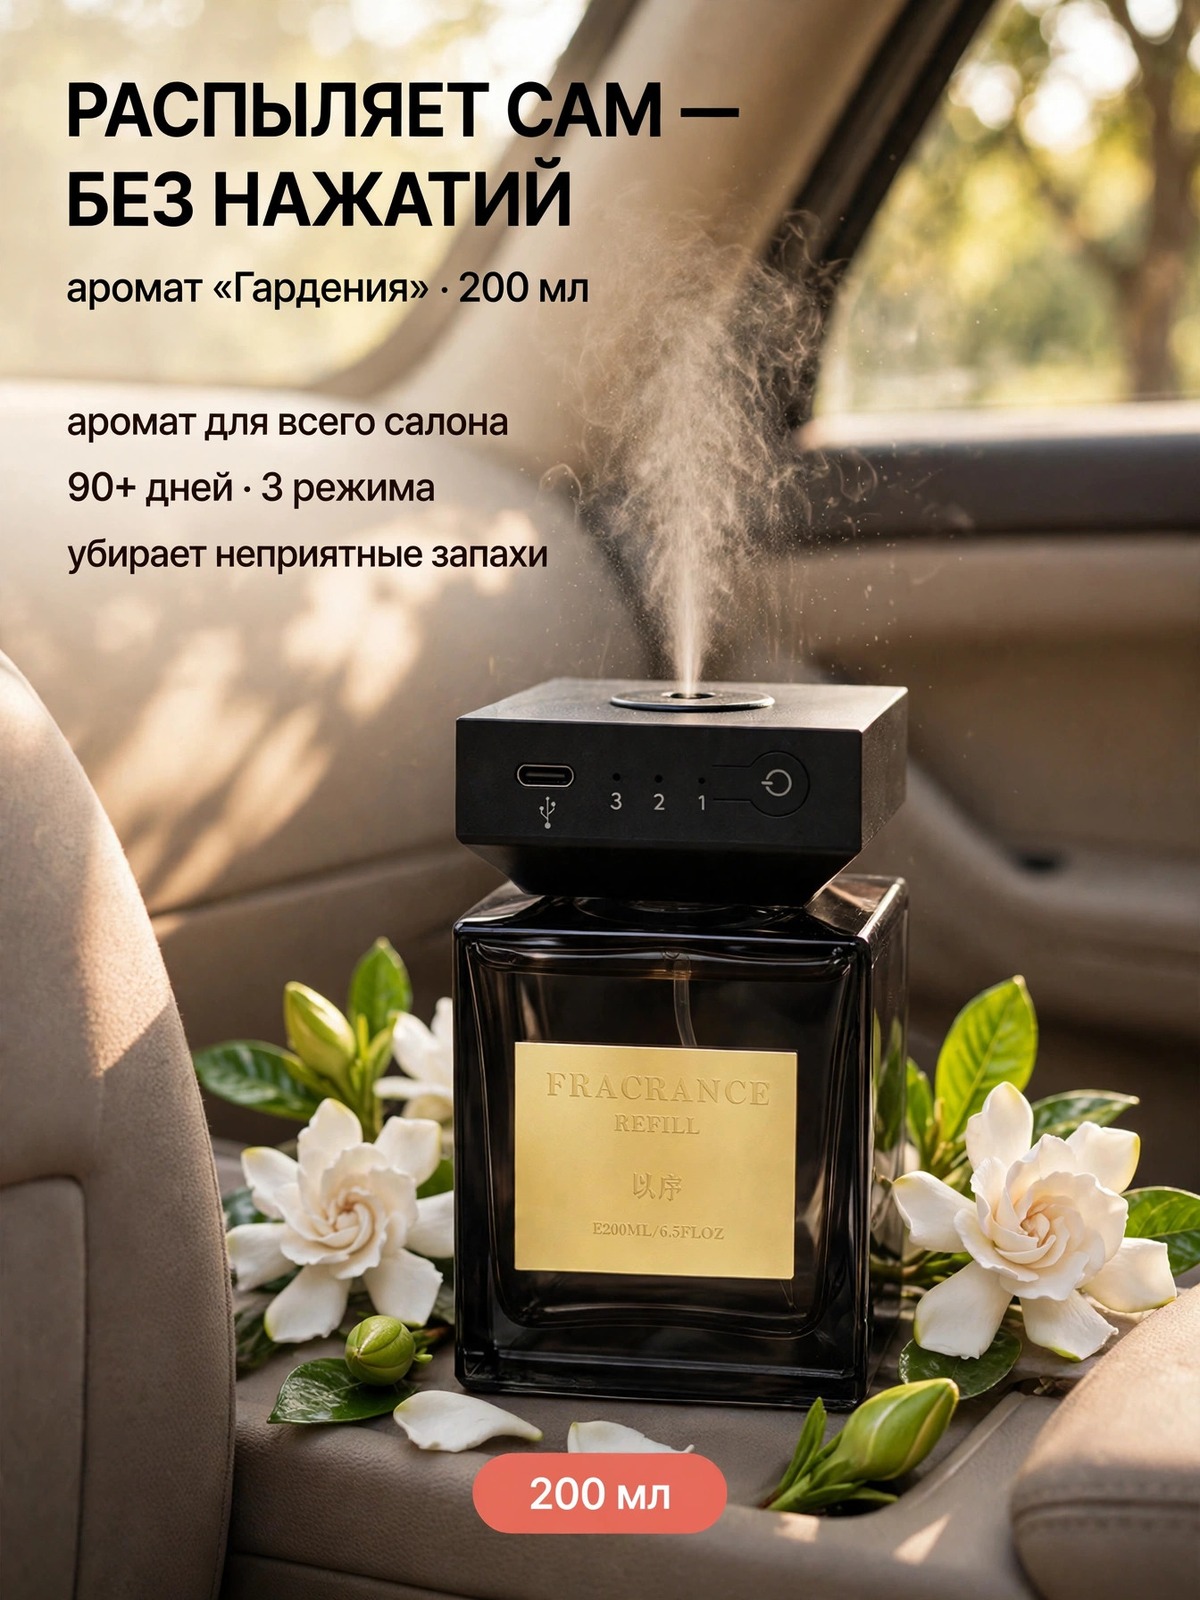 РАСПЫЛЯЕТ САМ —
БЕЗ НАЖАТИЙ
аромат «Гардения» · 200 мл
аромат для всего салона
90+ дней · 3 режима
убирает неприятные запахи
3 2 1
FRACRANCE
REFILL
以序
E200ML/6.5FLOZ
200 мл